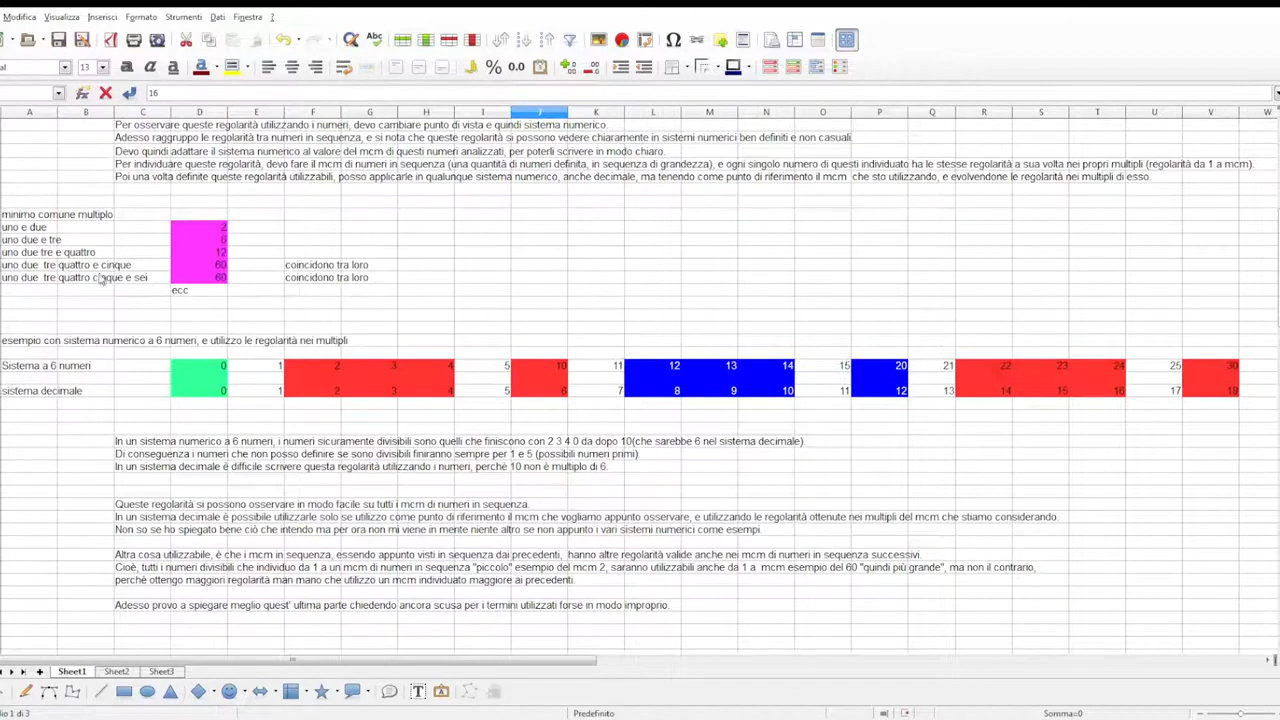 Modifica Visualizza Inserisci Formato Strumenti Dati Finestra ?
al 13
16
A B C D E F G H I J K L M N O P Q R S T U V W
Per osservare queste regolarità utilizzando i numeri, devo cambiare punto di vista e quindi sistema numerico.
Adesso raggruppo le regolarità tra numeri in sequenza, e si nota che queste regolarità si possono vedere chiaramente in sistemi numerici ben definiti e non casuali.
Devo quindi adattare il sistema numerico al valore del mcm di questi numeri analizzati, per poterli scrivere in modo chiaro.
Per individuare queste regolarità, devo fare il mcm di numeri in sequenza (una quantità di numeri definita, in sequenza di grandezza), e ogni singolo numero di questi individuato ha le stesse regolarità a sua volta nei propri multipli (regolarità da 1 a mcm).
Poi una volta definite queste regolarità utilizzabili, posso applicarle in qualunque sistema numerico, anche decimale, ma tenendo come punto di riferimento il mcm che sto utilizzando, e evolvendone le regolarità nei multipli di esso.
minimo comune multiplo
uno e due 2
uno due e tre 6
uno due tre e quattro 12
uno due tre quattro e cinque 60 coincidono tra loro
uno due tre quattro cinque e sei 60 coincidono tra loro
ecc
esempio con sistema numerico a 6 numeri, e utilizzo le regolarità nei multipli
Sistema a 6 numeri 0 1 2 3 4 5 10 11 12 13 14 15 20 21 22 23 24 25 30
sistema decimale 0 1 2 3 4 5 6 7 8 9 10 11 12 13 14 15 16 17 18
In un sistema numerico a 6 numeri, i numeri sicuramente divisibili sono quelli che finiscono con 2 3 4 0 da dopo 10(che sarebbe 6 nel sistema decimale).
Di conseguenza i numeri che non posso definire se sono divisibili finiranno sempre per 1 e 5 (possibili numeri primi).
In un sistema decimale è difficile scrivere questa regolarità utilizzando i numeri, perchè 10 non è multiplo di 6.
Queste regolarità si possono osservare in modo facile su tutti i mcm di numeri in sequenza.
In un sistema decimale è possibile utilizzarle solo se utilizzo come punto di riferimento il mcm che vogliamo appunto osservare, e utilizzando le regolarità ottenute nei multipli del mcm che stiamo considerando.
Non so se ho spiegato bene ciò che intendo ma per ora non mi viene in mente niente altro se non appunto i vari sistemi numerici come esempi.
Altra cosa utilizzabile, è che i mcm in sequenza, essendo appunto visti in sequenza dai precedenti, hanno altre regolarità valide anche nei mcm di numeri in sequenza successivi.
Cioè, tutti i numeri divisibili che individuo da 1 a un mcm di numeri in sequenza "piccolo" esempio del mcm 2, saranno utilizzabili anche da 1 a mcm esempio del 60 "quindi più grande", ma non il contrario,
perchè ottengo maggiori regolarità man mano che utilizzo un mcm individuato maggiore ai precedenti.
Adesso provo a spiegare meglio quest' ultima parte chiedendo ancora scusa per i termini utilizzati forse in modo improprio.
Sheet1 Sheet2 Sheet3
lio 1 di 3 Predefinito Somma=0